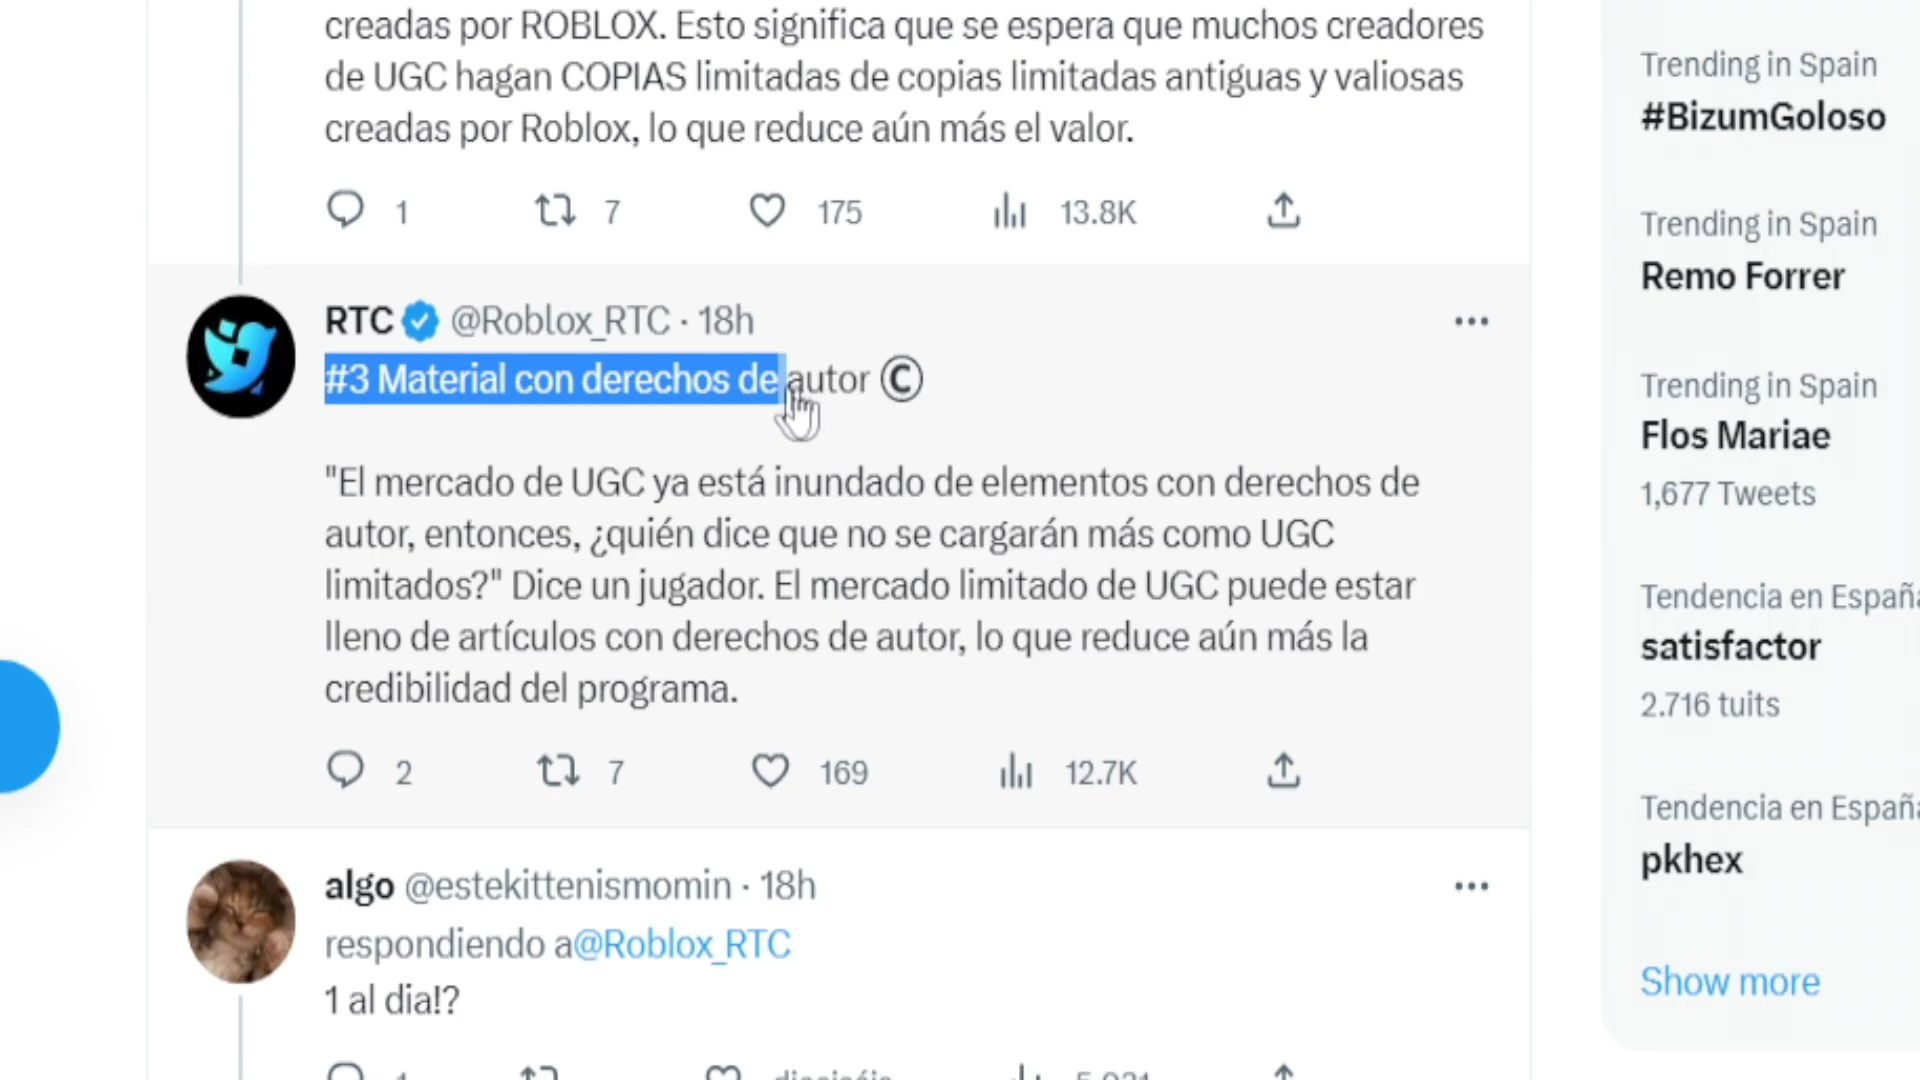 creadas por ROBLOX. Esto significa que se espera que muchos creadores
de UGC hagan COPIAS limitadas de copias limitadas antiguas y valiosas
creadas por Roblox, lo que reduce aún más el valor.
1 7 175 13.8K
RTC @Roblox_RTC · 18h
#3 Material con derechos de autor ©
"El mercado de UGC ya está inundado de elementos con derechos de
autor, entonces, ¿quién dice que no se cargarán más como UGC
limitados?" Dice un jugador. El mercado limitado de UGC puede estar
lleno de artículos con derechos de autor, lo que reduce aún más la
credibilidad del programa.
2 7 169 12.7K
algo @estekittenismomin · 18h
respondiendo a@Roblox_RTC
1 al dia!?
Trending in Spain
#BizumGoloso
Trending in Spain
Remo Forrer
Trending in Spain
Flos Mariae
1,677 Tweets
Tendencia en España
satisfactor
2.716 tuits
Tendencia en España
pkhex
Show more